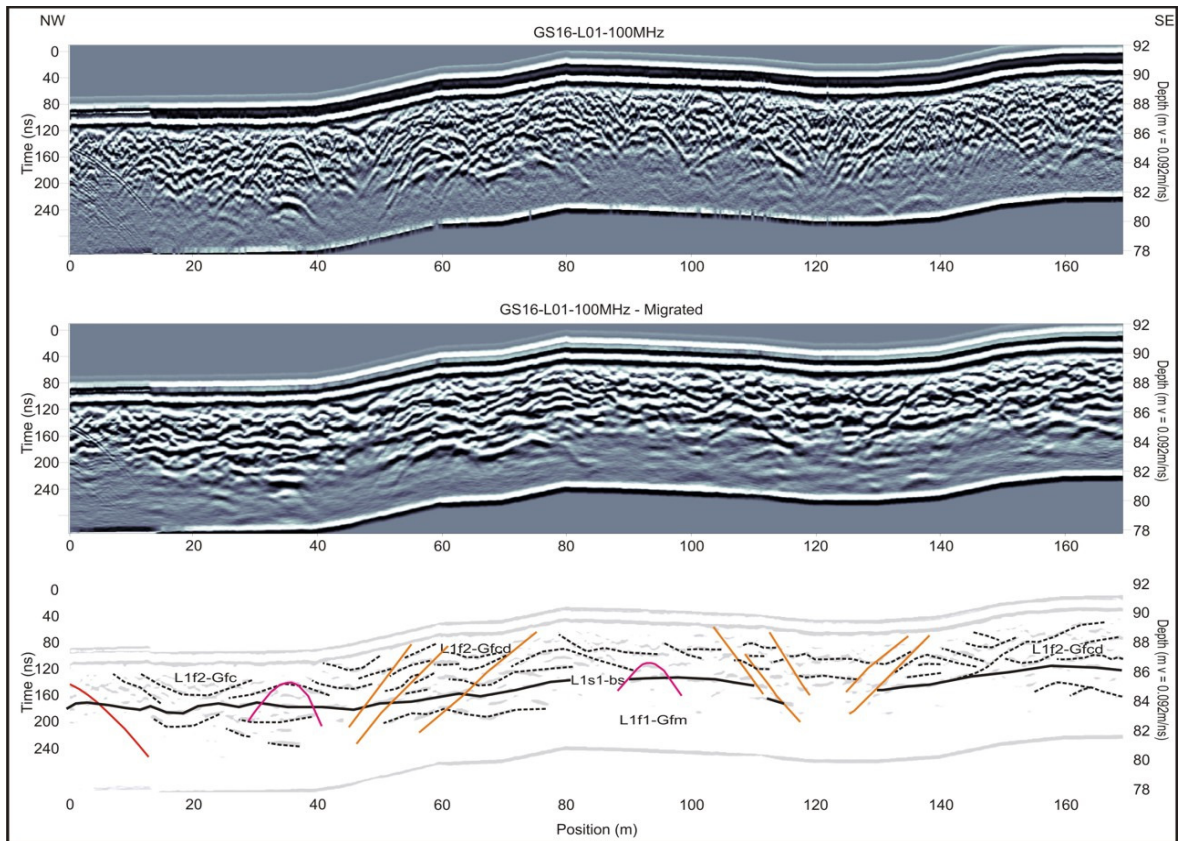 NW
SE
GS16-L01-100MHz
0
40
80
120
160
200
240
Time (ns)
92
90
88
86
84
82
80
78
Depth (m v = 0.092m/ns)
0 20 40 60 80 100 120 140 160
GS16-L01-100MHz - Migrated
0
40
80
120
160
200
240
Time (ns)
92
90
88
86
84
82
80
78
Depth (m v = 0.092m/ns)
0 20 40 60 80 100 120 140 160
0
40
80
120
160
200
240
Time (ns)
92
90
88
86
84
82
80
78
Depth (m v = 0.092m/ns)
L1f2-Gfcd
L1f2-Gfcd
L1f2-Gfc
L1s1-bs
L1f1-Gfm
0 20 40 60 80 100 120 140 160
Position (m)